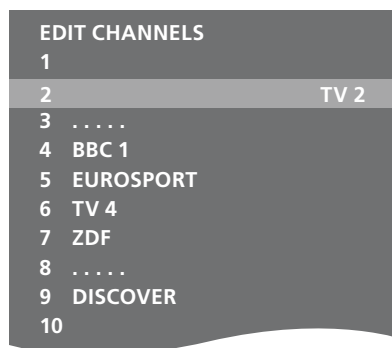 EDIT CHANNELS
1
2 TV 2
3 . . . . .
4 BBC 1
5 EUROSPORT
6 TV 4
7 ZDF
8 . . . . .
9 DISCOVER
10